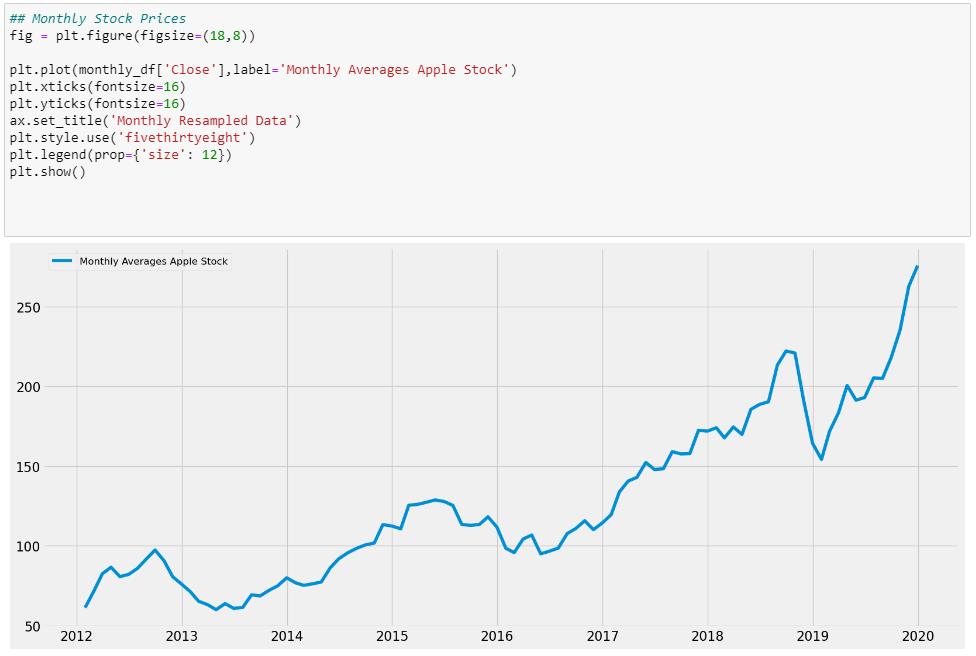 ## Monthly Stock Prices
fig = plt.figure(figsize=(18,8))
plt.plot(monthly_df['Close'],label='Monthly Averages Apple Stock')
plt.xticks(fontsize=16)
plt.yticks(fontsize=16)
ax.set_title('Monthly Resampled Data')
plt.style.use('fivethirtyeight')
plt.legend(prop={'size': 12})
plt.show()
Monthly Averages Apple Stock
250
200
150
100
50
2012 2013 2014 2015 2016 2017 2018 2019 2020